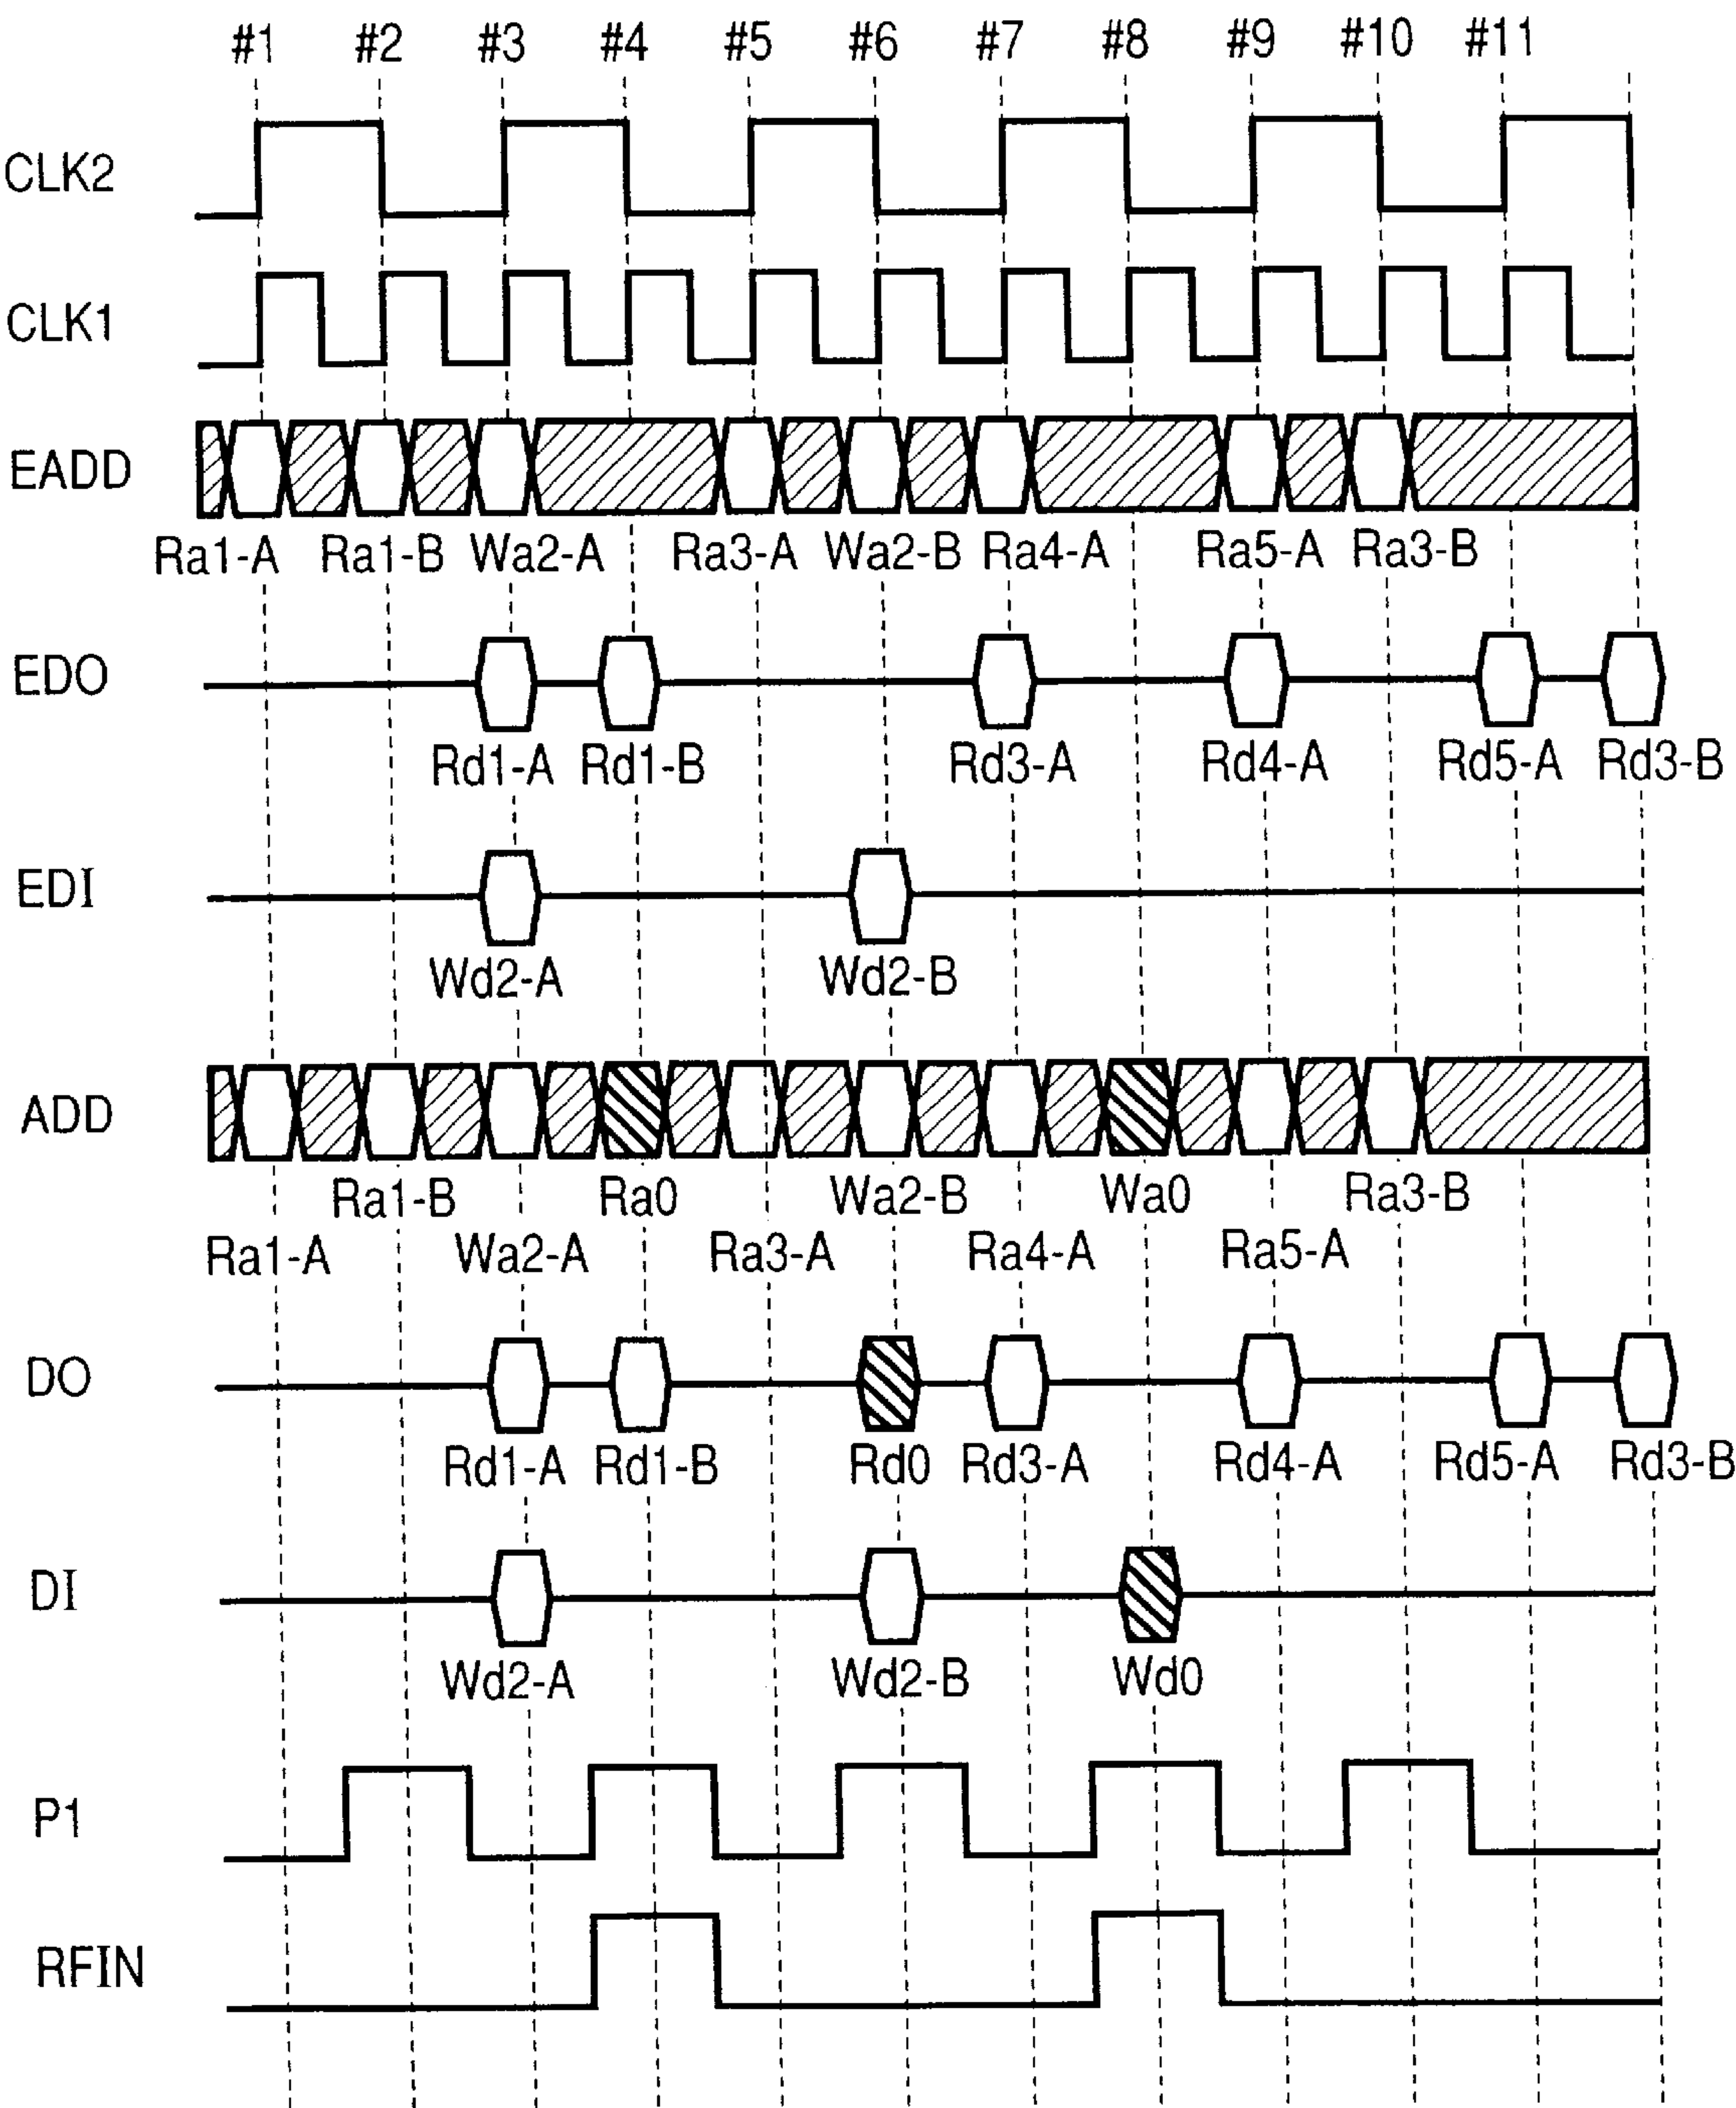 #1 #2 #3 #4 #5 #6 #7 #8 #9 #10 #11
CLK2
CLK1
EADD
Ra1-A Ra1-B Wa2-A Ra3-A Wa2-B Ra4-A Ra5-A Ra3-B
EDO
Rd1-A Rd1-B Rd3-A Rd4-A Rd5-A Rd3-B
EDI
Wd2-A Wd2-B
ADD
Ra1-B Ra0 Wa2-B Wa0 Ra3-B
Ra1-A Wa2-A Ra3-A Ra4-A Ra5-A
DO
Rd1-A Rd1-B Rd0 Rd3-A Rd4-A Rd5-A Rd3-B
DI
Wd2-A Wd2-B Wd0
P1
RFIN